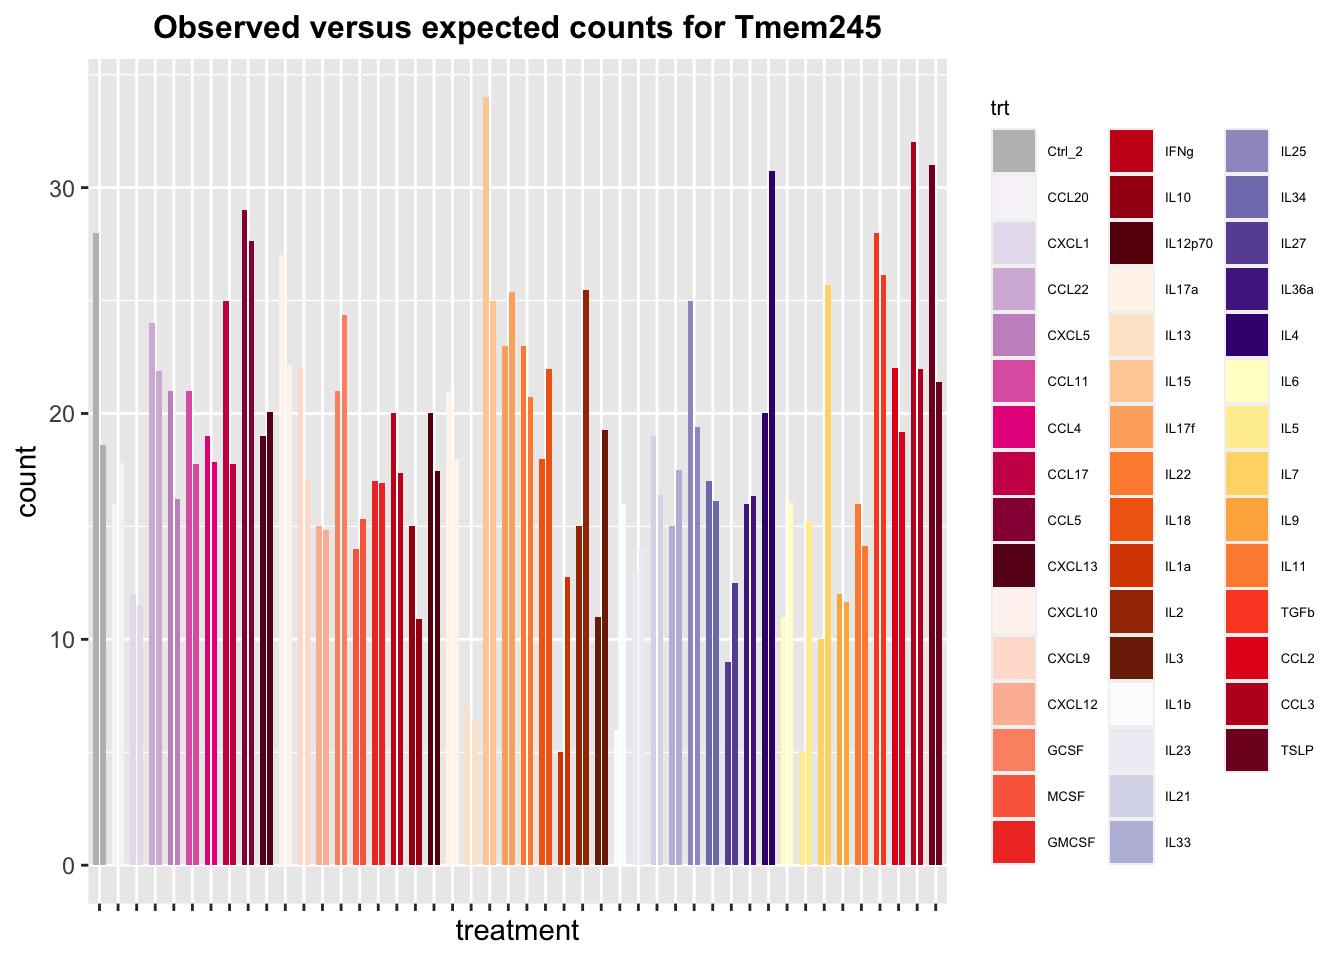 Observed versus expected counts for Tmem245
count
30
20
10
0
treatment
trt
Ctrl_2
CCL20
CXCL1
CCL22
CXCL5
CCL11
CCL4
CCL17
CCL5
CXCL13
CXCL10
CXCL9
CXCL12
GCSF
MCSF
GMCSF
IFNg
IL10
IL12p70
IL17a
IL13
IL15
IL17f
IL22
IL18
IL1a
IL2
IL3
IL1b
IL23
IL21
IL33
IL25
IL34
IL27
IL36a
IL4
IL6
IL5
IL7
IL9
IL11
TGFb
CCL2
CCL3
TSLP